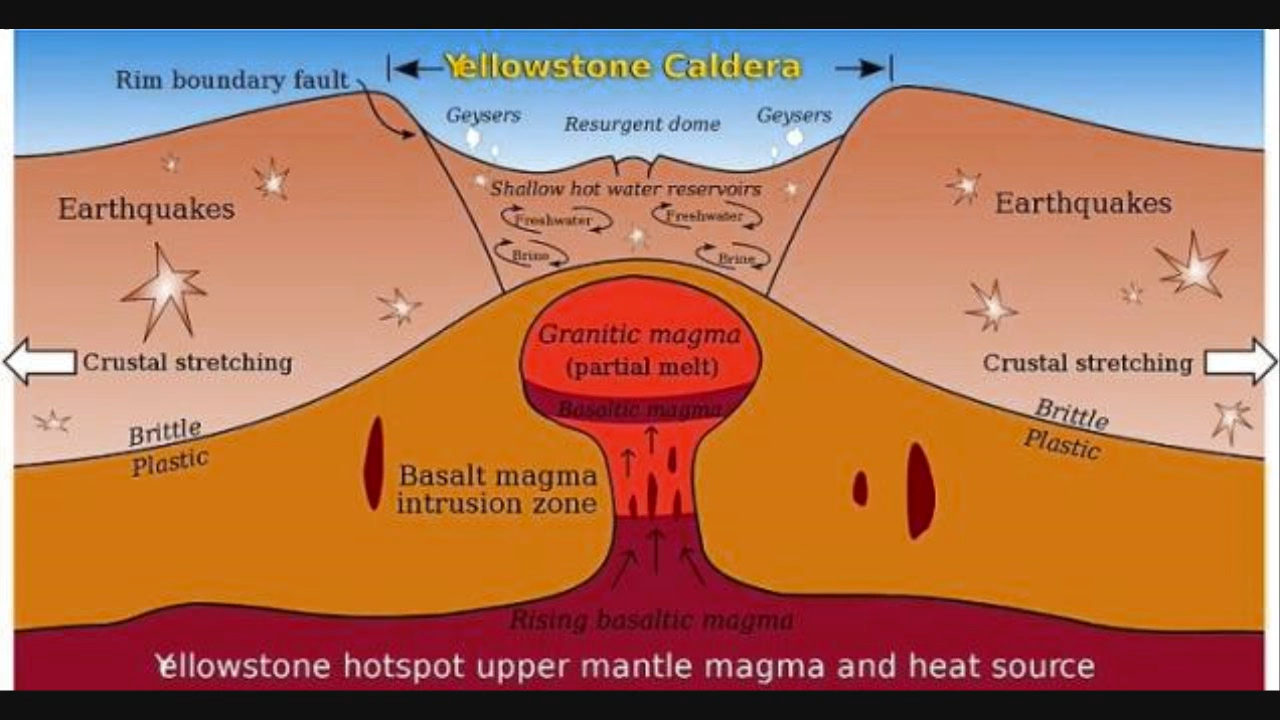 Yellowstone Caldera
Rim boundary fault
Geysers
Resurgent dome
Geysers
Shallow hot water reservoirs
Freshwater
Freshwater
Brine
Brine
Earthquakes
Earthquakes
Granitic magma
(partial melt)
Crustal stretching
Crustal stretching
Basaltic magma
Brittle
Plastic
Brittle
Plastic
Basalt magma
intrusion zone
Rising basaltic magma
Yellowstone hotspot upper mantle magma and heat source